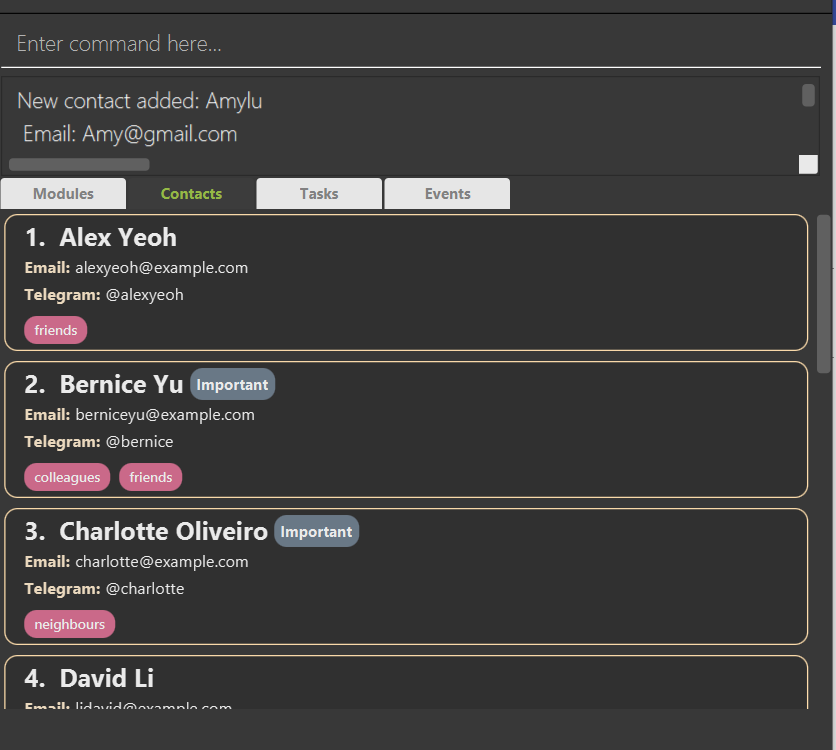 Enter command here...
New contact added: Amylu
Email: Amy@gmail.com
Modules Contacts Tasks Events
1. Alex Yeoh
Email: alexyeoh@example.com
Telegram: @alexyeoh
friends
2. Bernice Yu Important
Email: berniceyu@example.com
Telegram: @bernice
colleagues friends
3. Charlotte Oliveiro Important
Email: charlotte@example.com
Telegram: @charlotte
neighbours
4. David Li
Email: lidavid@example.com